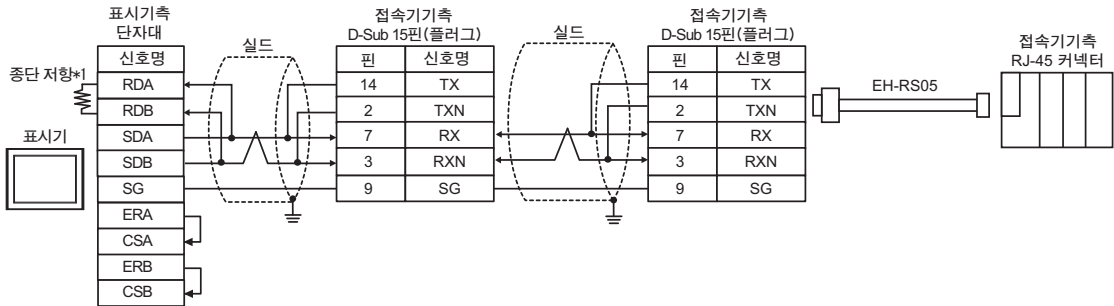 표시기측
단자대
신호명
RDA
RDB
SDA
SDB
SG
ERA
CSA
ERB
CSB
종단 저항*1
표시기
실드
접속기기측
D-Sub 15핀(플러그)
핀 신호명
14 TX
2 TXN
7 RX
3 RXN
9 SG
실드
접속기기측
D-Sub 15핀(플러그)
핀 신호명
14 TX
2 TXN
7 RX
3 RXN
9 SG
EH-RS05
접속기기측
RJ-45 커넥터